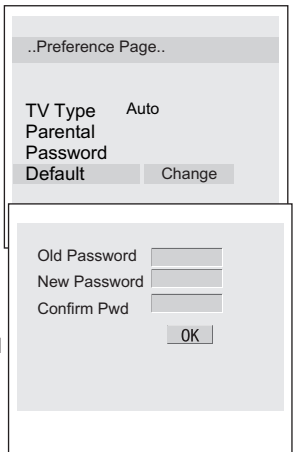 ..Preference Page..
TV Type Auto
Parental
Password
Default Change
Old Password
New Password
Confirm Pwd
OK